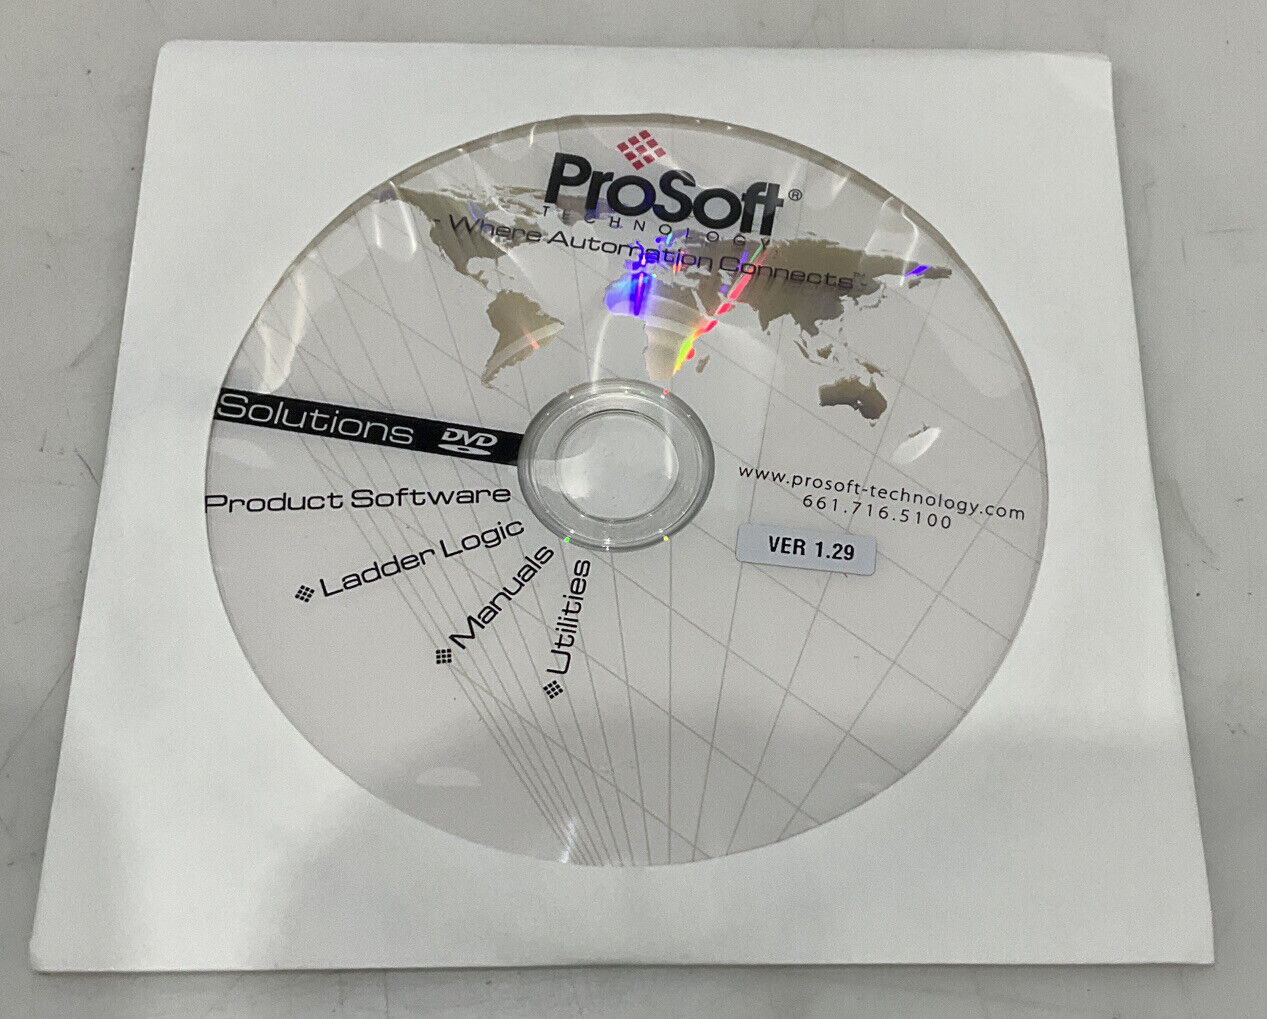 ProSoft®
TECHNOLOGY
- Where Automation Connects™ -
Solutions DVD
Product Software
Ladder Logic
Manuals
Utilities
www.prosoft-technology.com
661.716.5100
VER 1.29